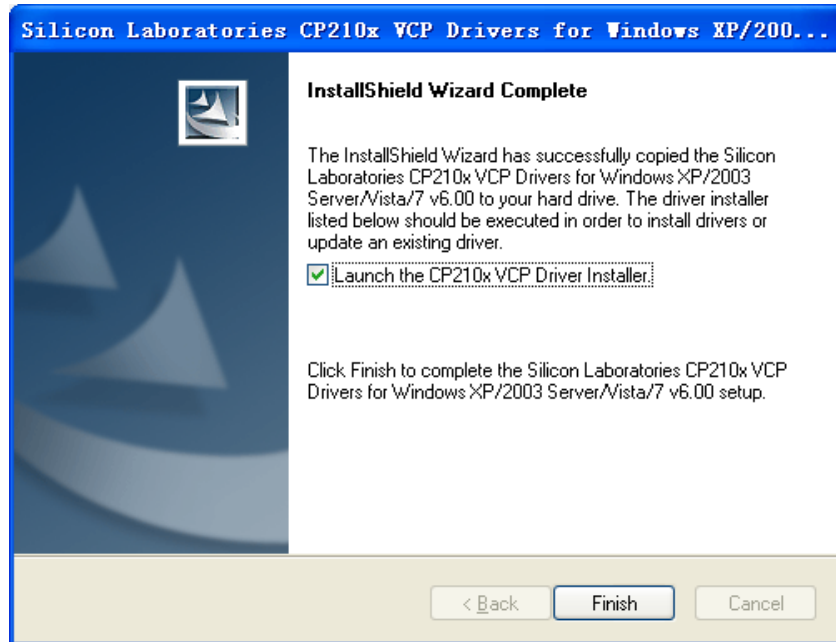 Silicon Laboratories CP210x VCP Drivers for Windows XP/200...
InstallShield Wizard Complete
The InstallShield Wizard has successfully copied the Silicon
Laboratories CP210x VCP Drivers for Windows XP/2003
Server/Vista/7 v6.00 to your hard drive. The driver installer
listed below should be executed in order to install drivers or
update an existing driver.
Launch the CP210x VCP Driver Installer.
Click Finish to complete the Silicon Laboratories CP210x VCP
Drivers for Windows XP/2003 Server/Vista/7 v6.00 setup.
< Back Finish Cancel